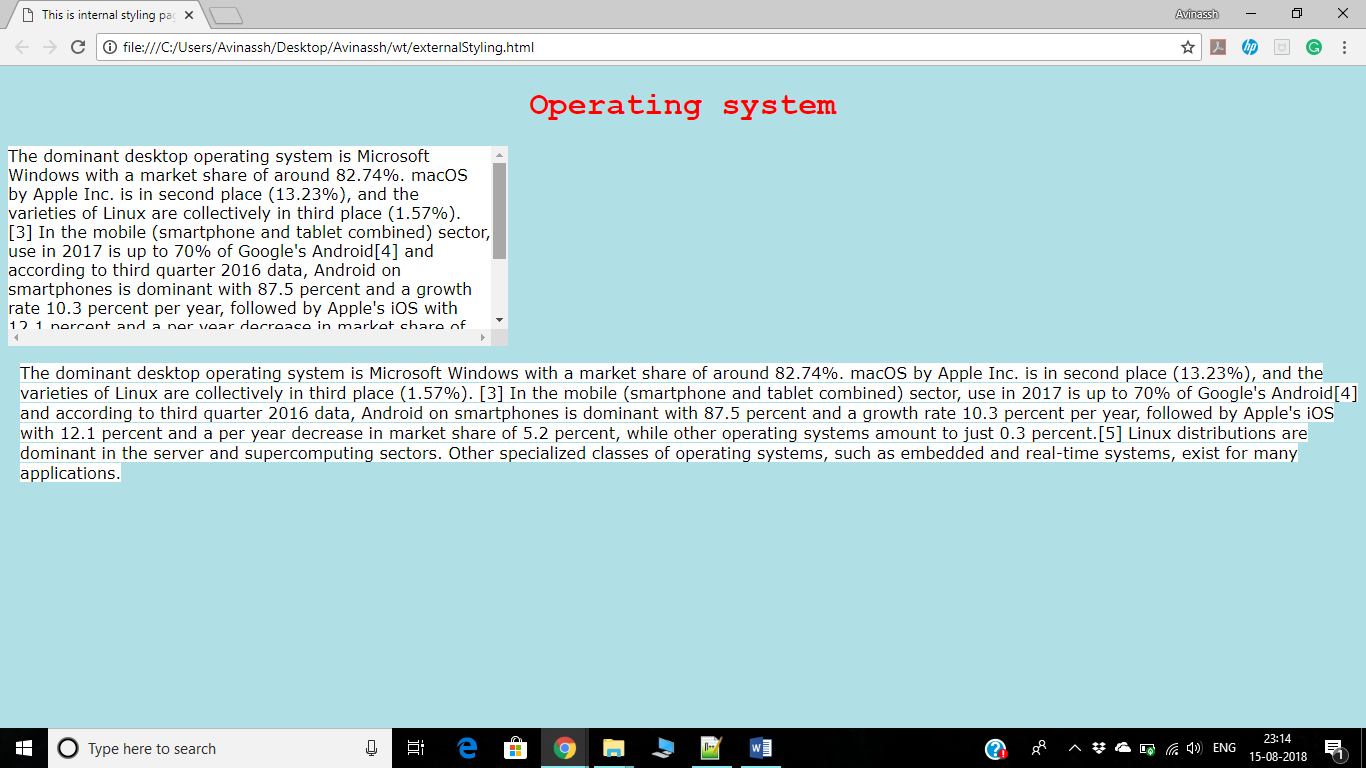 This is internal styling pag
Avinassh
file:///C:/Users/Avinassh/Desktop/Avinassh/wt/externalStyling.html
Operating system
The dominant desktop operating system is Microsoft
Windows with a market share of around 82.74%. macOS
by Apple Inc. is in second place (13.23%), and the
varieties of Linux are collectively in third place (1.57%).
[3] In the mobile (smartphone and tablet combined) sector,
use in 2017 is up to 70% of Google's Android[4] and
according to third quarter 2016 data, Android on
smartphones is dominant with 87.5 percent and a growth
rate 10.3 percent per year, followed by Apple's iOS with
12.1 percent and a per year decrease in market share of
The dominant desktop operating system is Microsoft Windows with a market share of around 82.74%. macOS by Apple Inc. is in second place (13.23%), and the
varieties of Linux are collectively in third place (1.57%). [3] In the mobile (smartphone and tablet combined) sector, use in 2017 is up to 70% of Google's Android[4]
and according to third quarter 2016 data, Android on smartphones is dominant with 87.5 percent and a growth rate 10.3 percent per year, followed by Apple's iOS
with 12.1 percent and a per year decrease in market share of 5.2 percent, while other operating systems amount to just 0.3 percent.[5] Linux distributions are
dominant in the server and supercomputing sectors. Other specialized classes of operating systems, such as embedded and real-time systems, exist for many
applications.
Type here to search
ENG
23:14
15-08-2018
1